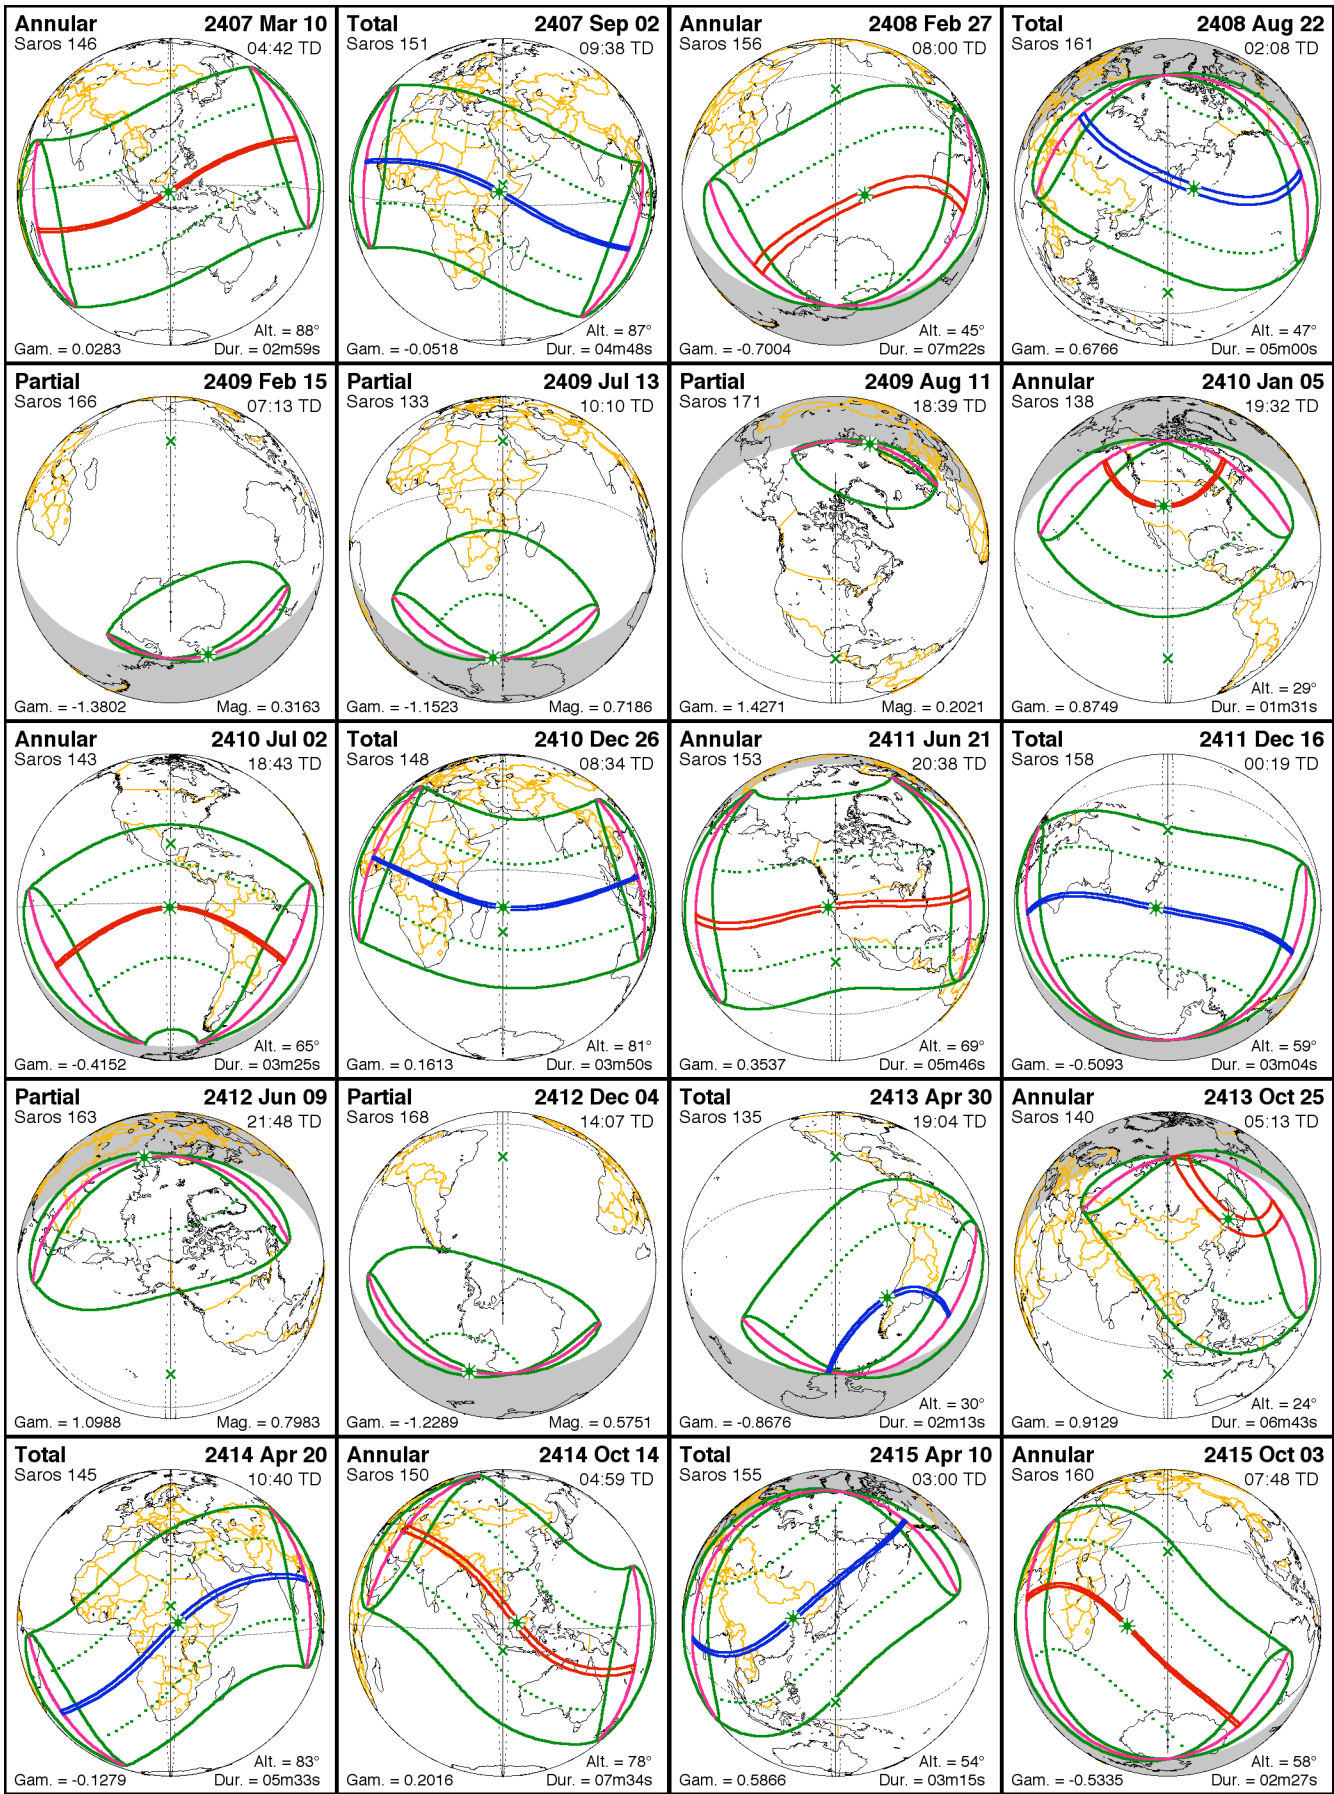 Annular 2407 Mar 10
Saros 146 04:42 TD
Alt. = 88°
Gam. = 0.0283 Dur. = 02m59s
Total 2407 Sep 02
Saros 151 09:38 TD
Alt. = 87°
Gam. = -0.0518 Dur. = 04m48s
Annular 2408 Feb 27
Saros 156 08:00 TD
Alt. = 45°
Gam. = -0.7004 Dur. = 07m22s
Total 2408 Aug 22
Saros 161 02:08 TD
Alt. = 47°
Gam. = 0.6766 Dur. = 05m00s
Partial 2409 Feb 15
Saros 166 07:13 TD
Gam. = -1.3802 Mag. = 0.3163
Partial 2409 Jul 13
Saros 133 10:10 TD
Gam. = -1.1523 Mag. = 0.7186
Partial 2409 Aug 11
Saros 171 18:39 TD
Gam. = 1.4271 Mag. = 0.2021
Annular 2410 Jan 05
Saros 138 19:32 TD
Alt. = 29°
Gam. = 0.8749 Dur. = 01m31s
Annular 2410 Jul 02
Saros 143 18:43 TD
Alt. = 65°
Gam. = -0.4152 Dur. = 03m25s
Total 2410 Dec 26
Saros 148 08:34 TD
Alt. = 81°
Gam. = 0.1613 Dur. = 03m50s
Annular 2411 Jun 21
Saros 153 20:38 TD
Alt. = 69°
Gam. = 0.3537 Dur. = 05m46s
Total 2411 Dec 16
Saros 158 00:19 TD
Alt. = 59°
Gam. = -0.5093 Dur. = 03m04s
Partial 2412 Jun 09
Saros 163 21:48 TD
Gam. = 1.0988 Mag. = 0.7983
Partial 2412 Dec 04
Saros 168 14:07 TD
Gam. = -1.2289 Mag. = 0.5751
Total 2413 Apr 30
Saros 135 19:04 TD
Alt. = 30°
Gam. = -0.8676 Dur. = 02m13s
Annular 2413 Oct 25
Saros 140 05:13 TD
Alt. = 24°
Gam. = 0.9129 Dur. = 06m43s
Total 2414 Apr 20
Saros 145 10:40 TD
Alt. = 83°
Gam. = -0.1279 Dur. = 05m33s
Annular 2414 Oct 14
Saros 150 04:59 TD
Alt. = 78°
Gam. = 0.2016 Dur. = 07m34s
Total 2415 Apr 10
Saros 155 03:00 TD
Alt. = 54°
Gam. = 0.5866 Dur. = 03m15s
Annular 2415 Oct 03
Saros 160 07:48 TD
Alt. = 58°
Gam. = -0.5335 Dur. = 02m27s